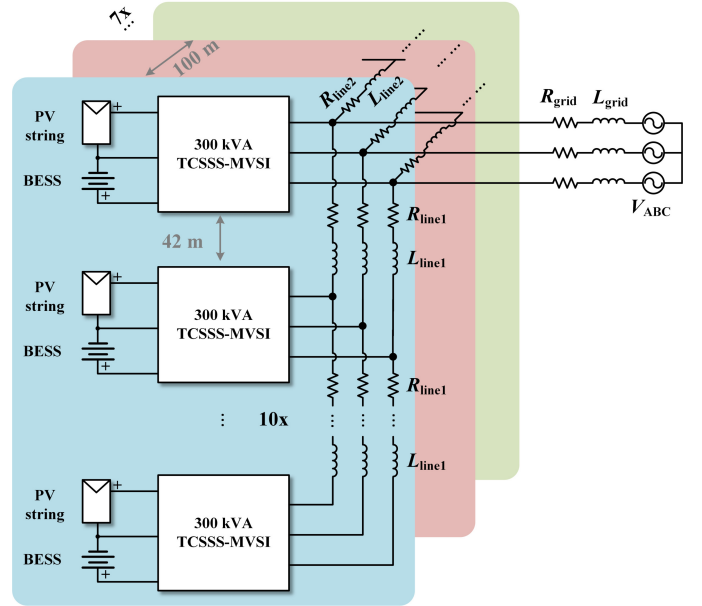 7x
...
100 m
R_line2
L_line2
...
...
...
R_grid
L_grid
PV
string
+
300 kVA
TCSSS-MVSI
BESS
+
V_ABC
R_line1
42 m
L_line1
PV
string
+
300 kVA
TCSSS-MVSI
BESS
+
R_line1
...
10x
...
...
...
L_line1
PV
string
+
300 kVA
TCSSS-MVSI
BESS
+